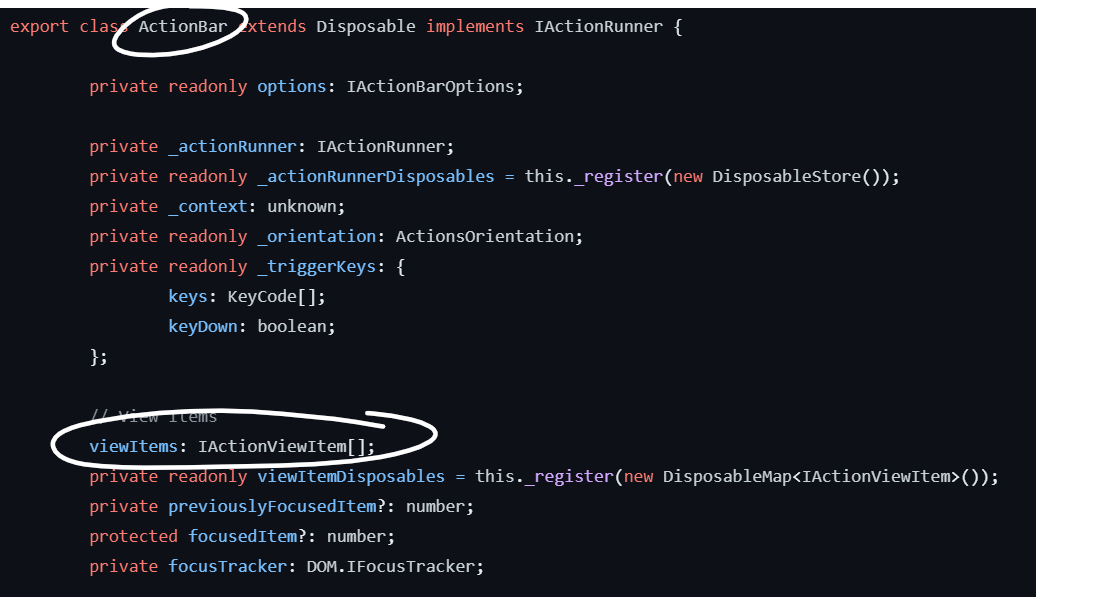 export class ActionBar extends Disposable implements IActionRunner {
private readonly options: IActionBarOptions;
private _actionRunner: IActionRunner;
private readonly _actionRunnerDisposables = this._register(new DisposableStore());
private _context: unknown;
private readonly _orientation: ActionsOrientation;
private readonly _triggerKeys: {
keys: KeyCode[];
keyDown: boolean;
};
// View Items
viewItems: IActionViewItem[];
private readonly viewItemDisposables = this._register(new DisposableMap<IActionViewItem>());
private previouslyFocusedItem?: number;
protected focusedItem?: number;
private focusTracker: DOM.IFocusTracker;